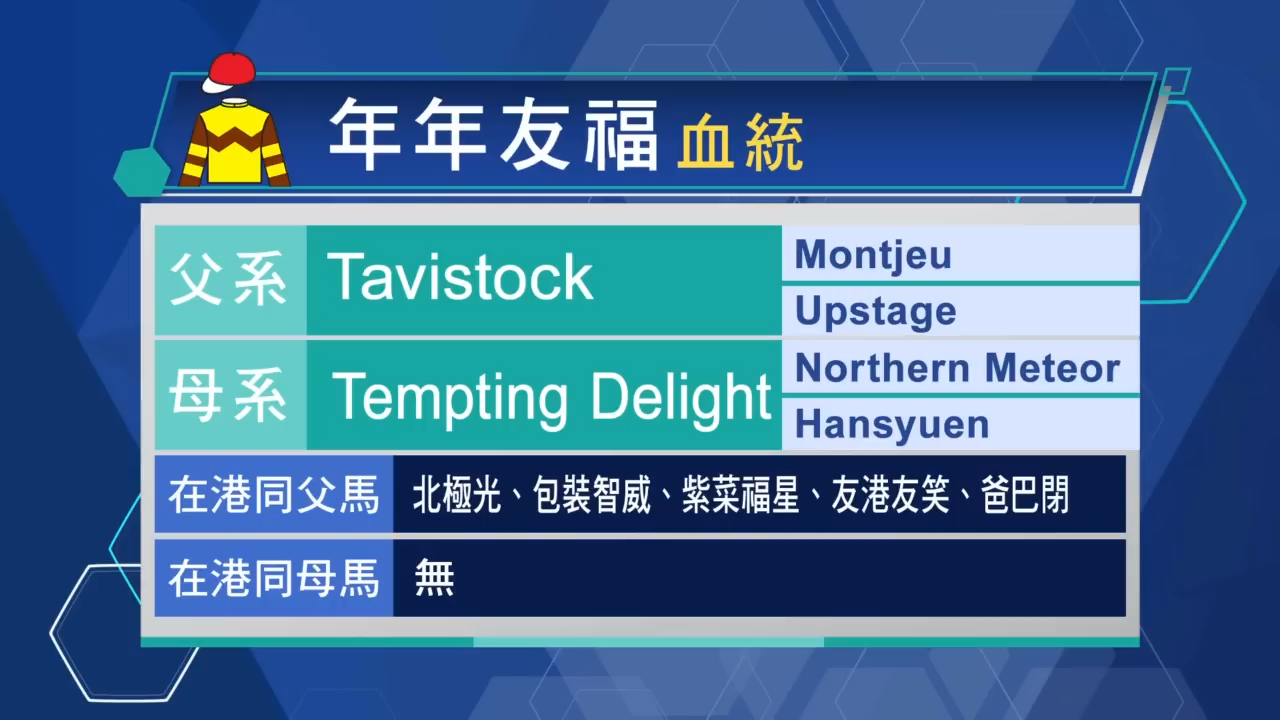 年年友福 血統
父系 Tavistock
Montjeu
Upstage
母系 Tempting Delight
Northern Meteor
Hansyuen
在港同父馬 北極光、包裝智威、紫菜福星、友港友笑、爸巴閉
在港同母馬 無